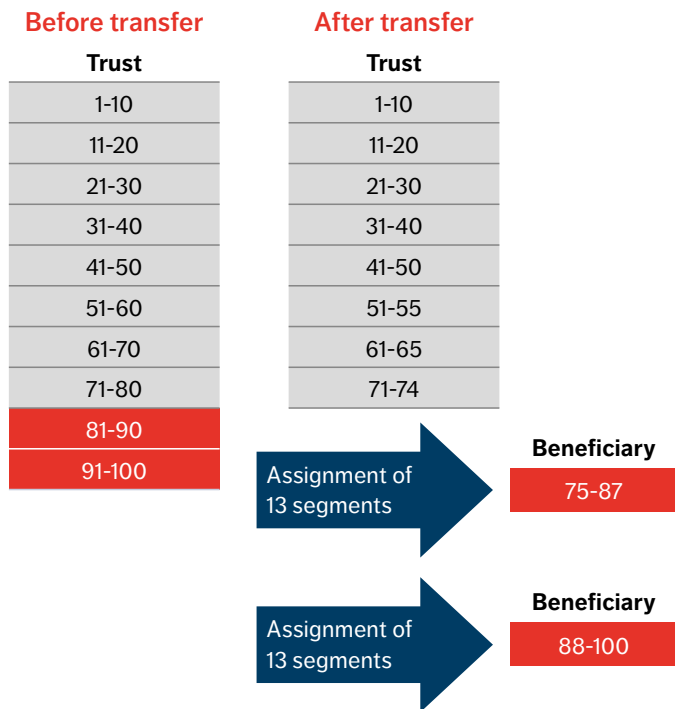 Before transfer
Trust
1-10
11-20
21-30
31-40
41-50
51-60
61-70
71-80
81-90
91-100
After transfer
Trust
1-10
11-20
21-30
31-40
41-50
51-55
61-65
71-74
Assignment of
13 segments
Beneficiary
75-87
Assignment of
13 segments
Beneficiary
88-100